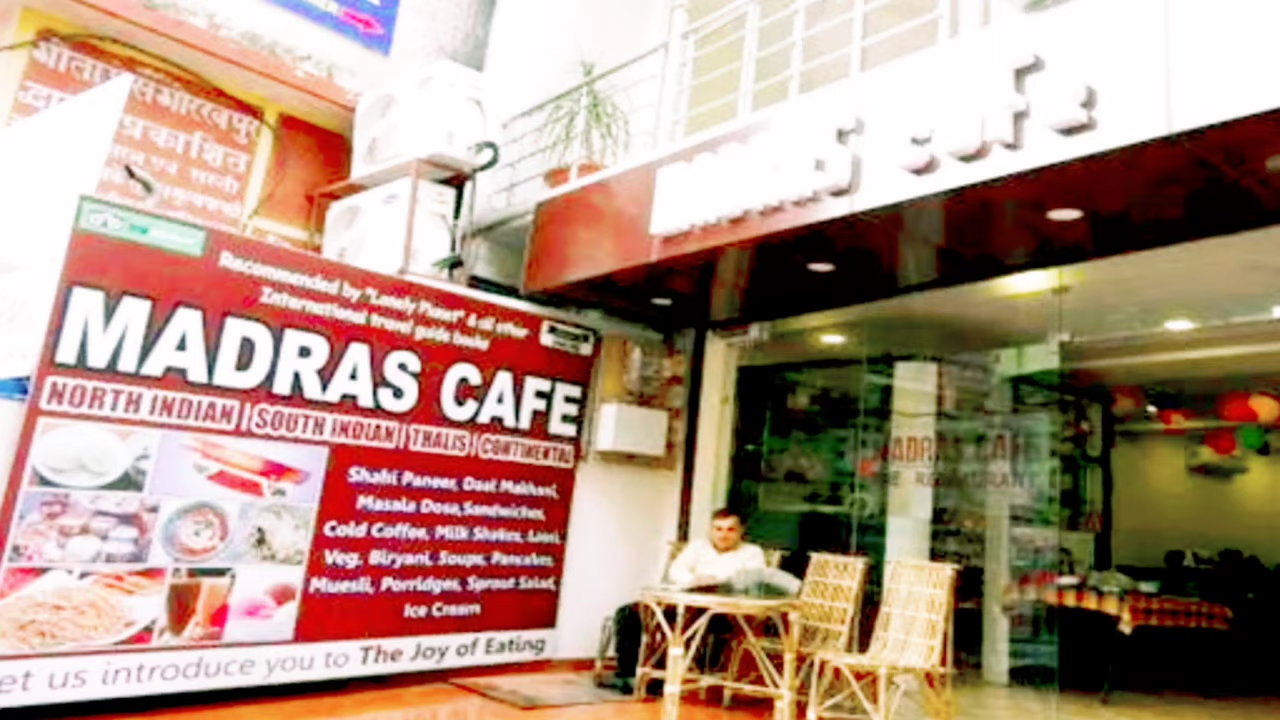 प्रकाशित
Recommended by "Lonely Planet" & all other
International travel guide books
MADRAS CAFE
NORTH INDIAN | SOUTH INDIAN | THALIS | CONTINENTAL
Shahi Paneer, Daal Makhani,
Masala Dosa, Sandwiches,
Cold Coffee, Milk Shakes, Lassi,
Veg. Biryani, Soups, Pancakes,
Muesli, Porridges, Sprout Salad,
Ice Cream
et us introduce you to The Joy of Eating
cafe
MADRAS CAFE